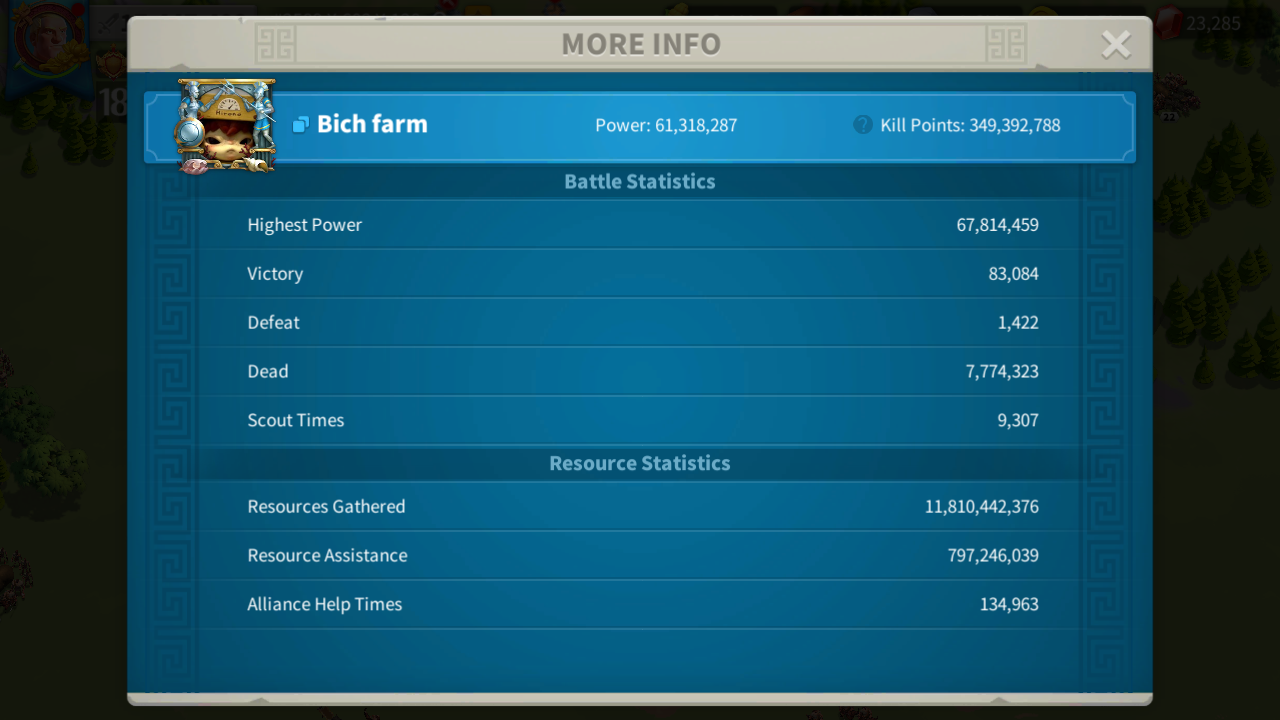 MORE INFO
23,285
18
Bich farm
Power: 61,318,287
Kill Points: 349,392,788
Battle Statistics
Highest Power 67,814,459
Victory 83,084
Defeat 1,422
Dead 7,774,323
Scout Times 9,307
Resource Statistics
Resources Gathered 11,810,442,376
Resource Assistance 797,246,039
Alliance Help Times 134,963
22